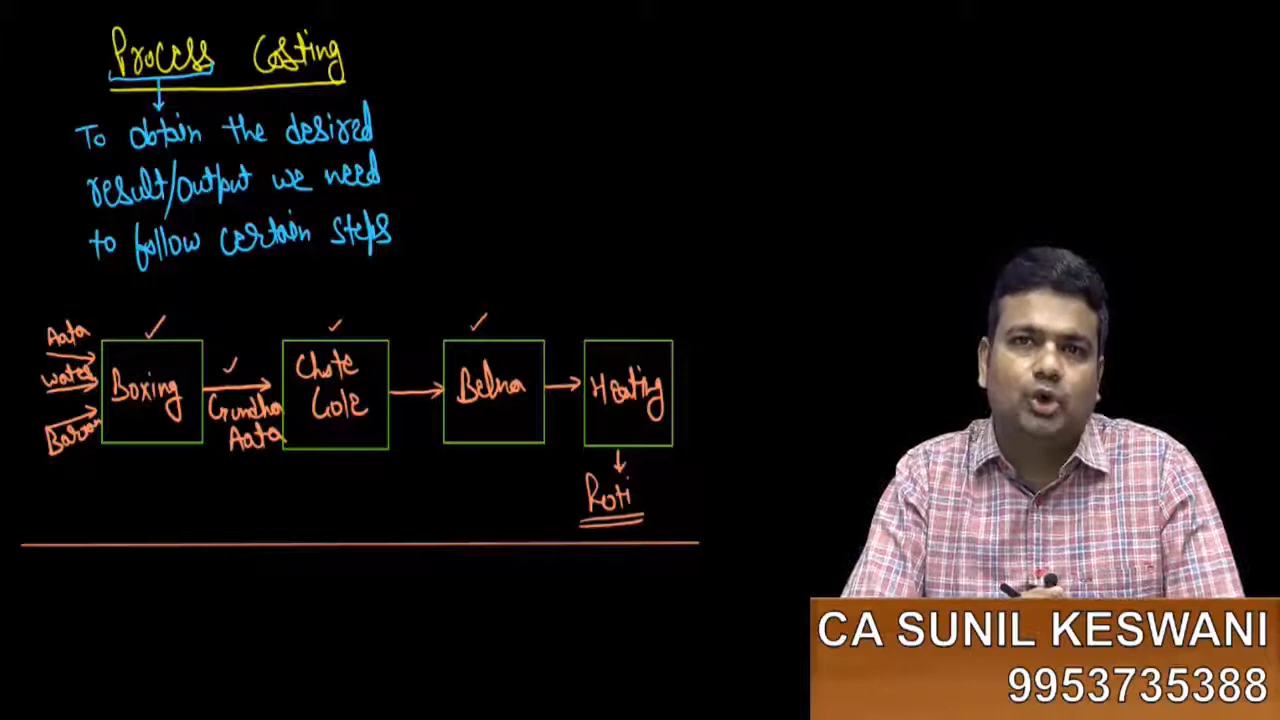 Process Costing
To obtain the desired
result/output we need
to follow certain steps
Aata
water
Bartan
Boxing
Gundha
Aata
Chote
Gole
Belna
Heating
Roti
CA SUNIL KESWANI
9953735388